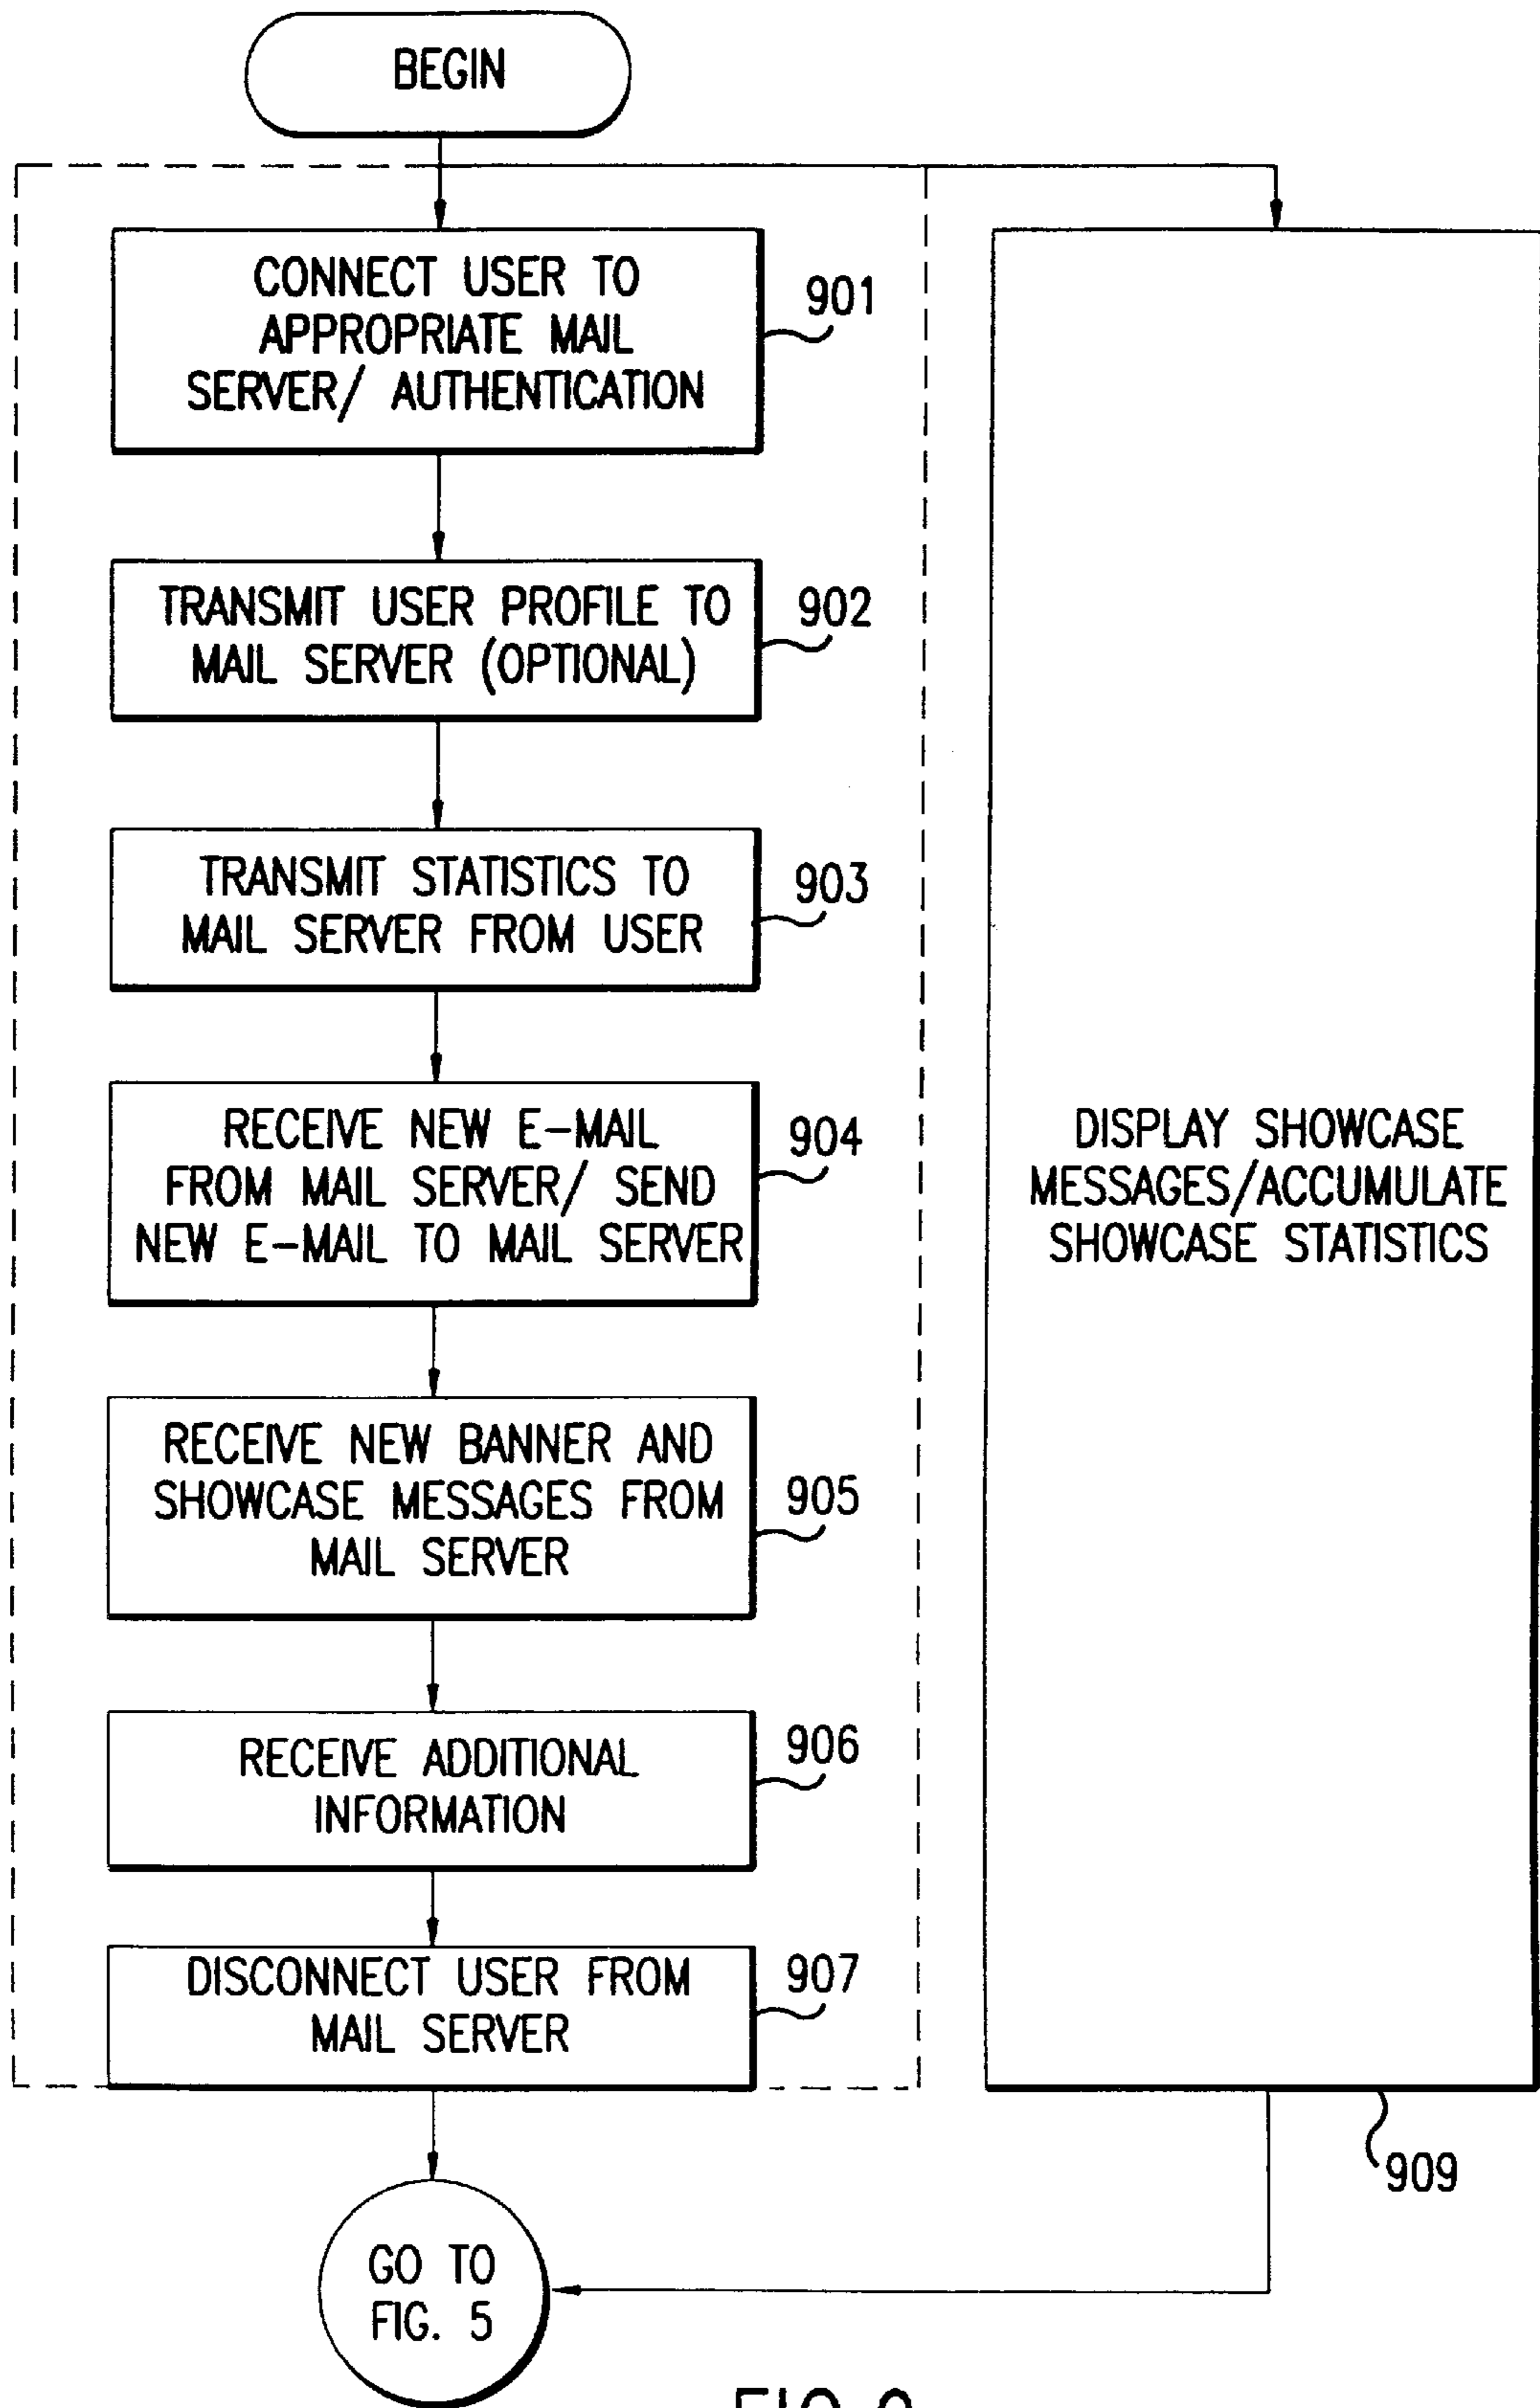 BEGIN
CONNECT USER TO
APPROPRIATE MAIL
SERVER/ AUTHENTICATION
901
TRANSMIT USER PROFILE TO
MAIL SERVER (OPTIONAL)
902
TRANSMIT STATISTICS TO
MAIL SERVER FROM USER
903
RECEIVE NEW E-MAIL
FROM MAIL SERVER/ SEND
NEW E-MAIL TO MAIL SERVER
904
DISPLAY SHOWCASE
MESSAGES/ACCUMULATE
SHOWCASE STATISTICS
RECEIVE NEW BANNER AND
SHOWCASE MESSAGES FROM
MAIL SERVER
905
RECEIVE ADDITIONAL
INFORMATION
906
DISCONNECT USER FROM
MAIL SERVER
907
909
GO TO
FIG. 5